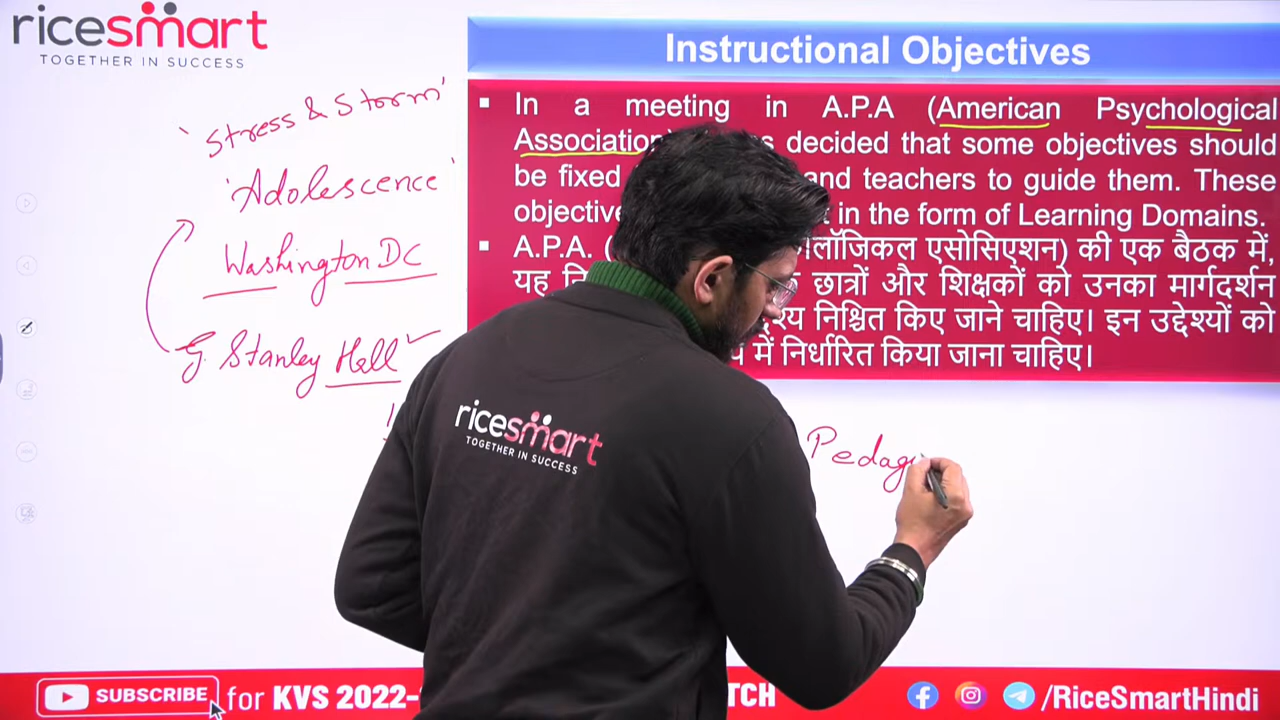 ricesmart
TOGETHER IN SUCCESS
Instructional Objectives
In a meeting in A.P.A (American Psychological
Association decided that some objectives should
be fixed and teachers to guide them. These
in the form of Learning Domains.
A.P.A. ( एसोसिएशन) की एक बैठक में,
यह छात्रों और शिक्षकों को उनका मार्गदर्शन
निश्चित किए जाने चाहिए। इन उद्देश्यों को
में निर्धारित किया जाना चाहिए।
'Stress & Storm'
'Adolescence'
Washington DC
G. Stanley Hall
Pedag
ricesmart
TOGETHER IN SUCCESS
SUBSCRIBE for KVS 2022-
/RiceSmartHindi